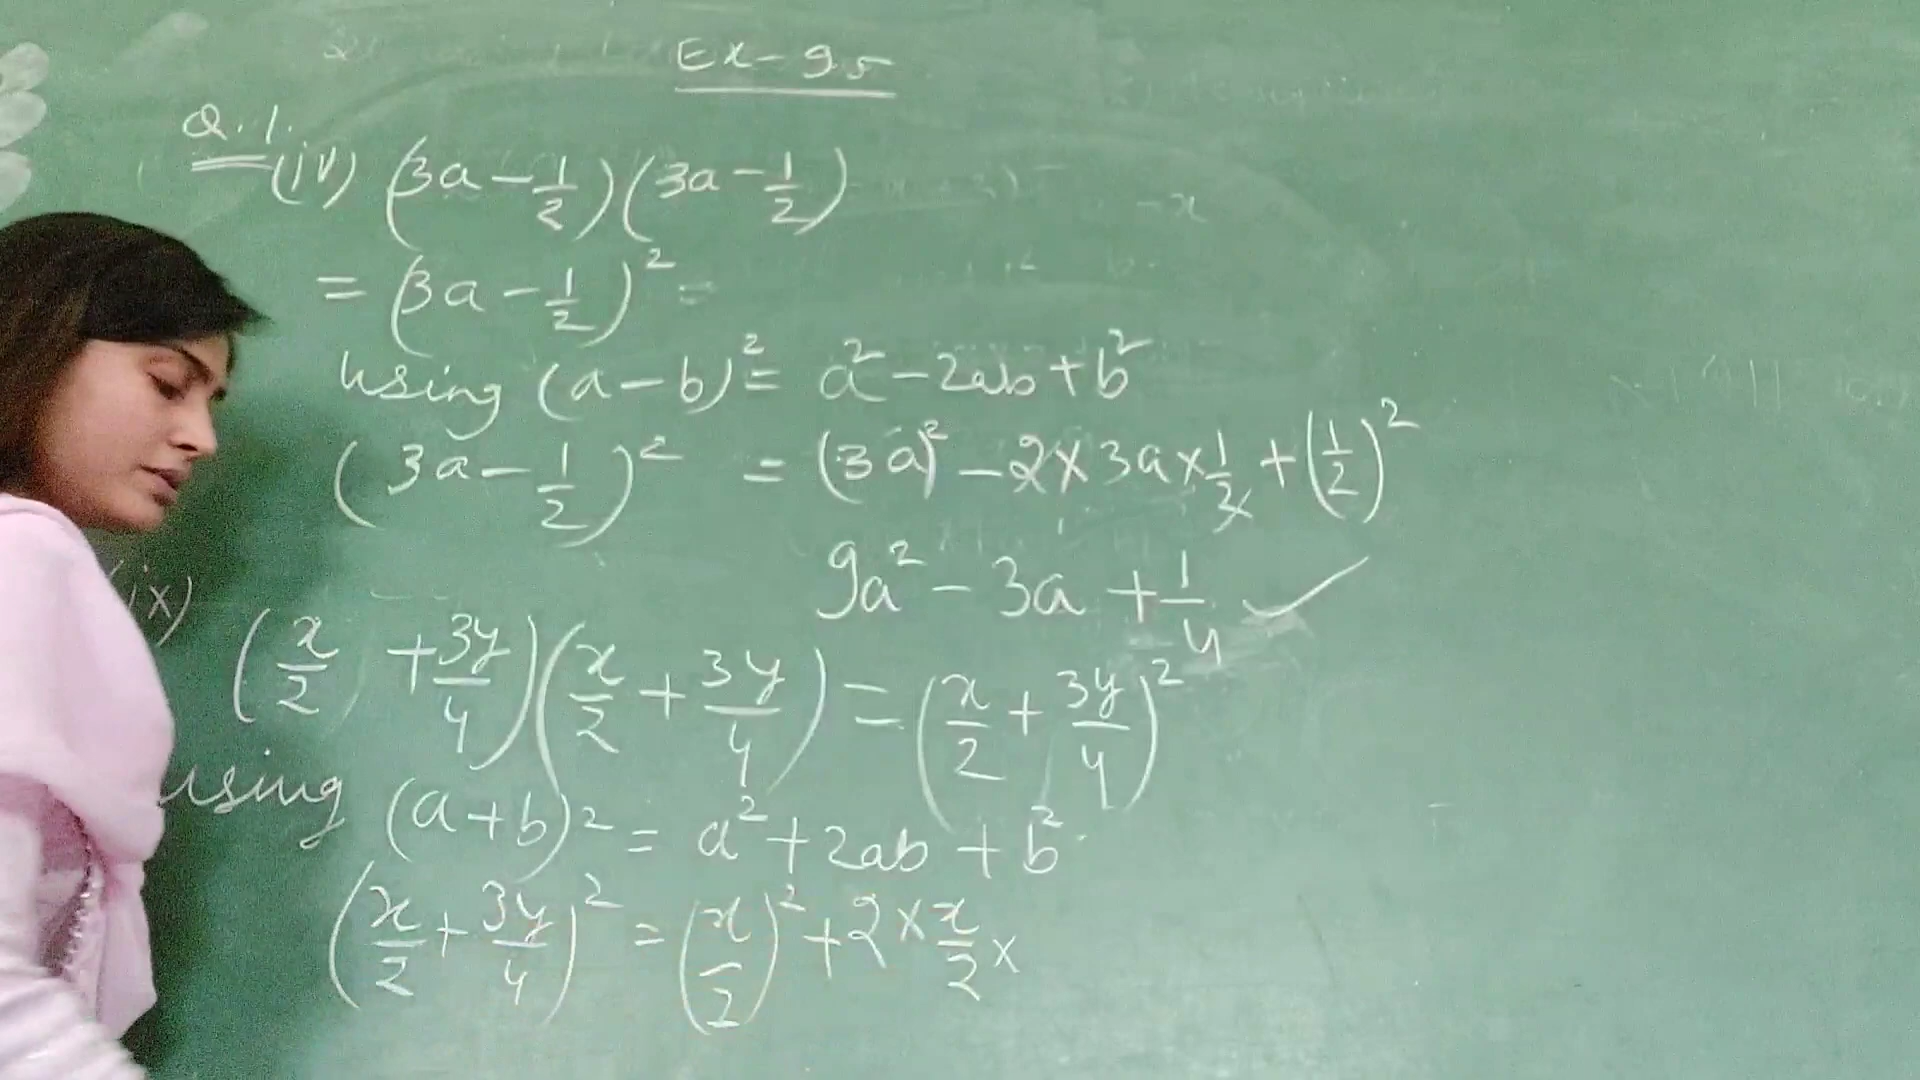 Ex-9.5
Q.1.
(iv) (3a - 1/2)(3a - 1/2)
= (3a - 1/2)² =
using (a-b)² = a² - 2ab + b²
(3a - 1/2)² = (3a)² - 2 × 3a × 1/2 + (1/2)²
9a² - 3a + 1/4 ✓
(ix)
(x/2 + 3y/4)(x/2 + 3y/4) = (x/2 + 3y/4)²
using (a+b)² = a² + 2ab + b²
(x/2 + 3y/4)² = (x/2)² + 2 × x/2 ×